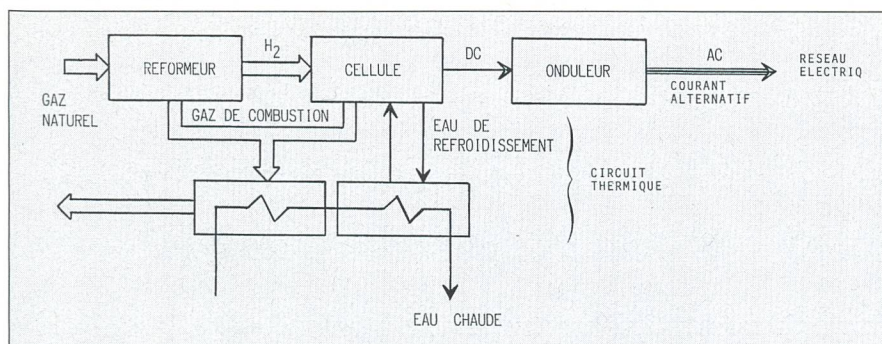 GAZ
NATUREL
REFORMEUR
H2
CELLULE
DC
ONDULEUR
AC
COURANT
ALTERNATIF
RESEAU
ELECTRIQ
GAZ DE COMBUSTION
EAU DE
REFROIDISSEMENT
CIRCUIT
THERMIQUE
EAU CHAUDE